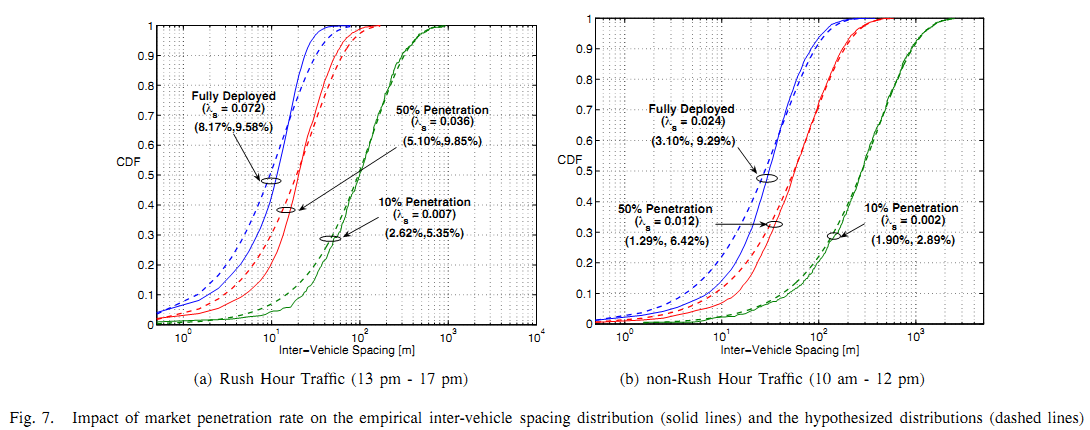 1
0.9
0.8
0.7
0.6
0.5
0.4
0.3
0.2
0.1
0
CDF
Fully Deployed
(λs = 0.072)
(8.17%,9.58%)
50% Penetration
(λs = 0.036)
(5.10%,9.85%)
10% Penetration
(λs = 0.007)
(2.62%,5.35%)
10^0 10^1 10^2 10^3 10^4
Inter−Vehicle Spacing [m]
(a) Rush Hour Traffic (13 pm - 17 pm)
1
0.9
0.8
0.7
0.6
0.5
0.4
0.3
0.2
0.1
0
CDF
Fully Deployed
(λs = 0.024)
(3.10%, 9.29%)
50% Penetration
(λs = 0.012)
(1.29%, 6.42%)
10% Penetration
(λs = 0.002)
(1.90%, 2.89%)
10^0 10^1 10^2 10^3
Inter−Vehicle Spacing [m]
(b) non-Rush Hour Traffic (10 am - 12 pm)
Fig. 7. Impact of market penetration rate on the empirical inter-vehicle spacing distribution (solid lines) and the hypothesized distributions (dashed lines)